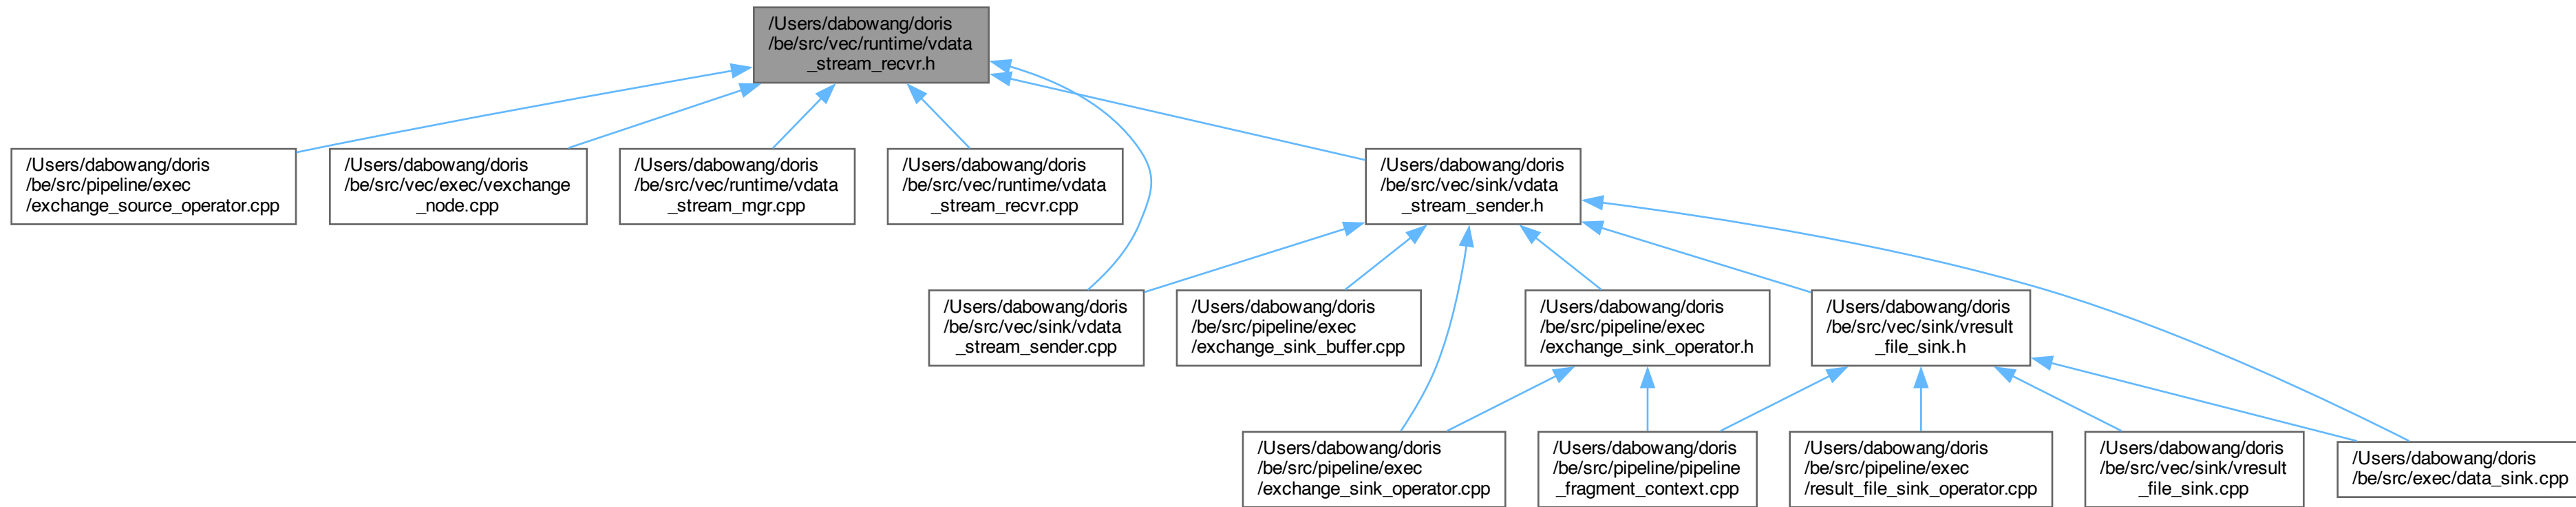 /Users/dabowang/doris
/be/src/vec/runtime/vdata
_stream_recvr.h
/Users/dabowang/doris
/be/src/pipeline/exec
/exchange_source_operator.cpp
/Users/dabowang/doris
/be/src/vec/exec/vexchange
_node.cpp
/Users/dabowang/doris
/be/src/vec/runtime/vdata
_stream_mgr.cpp
/Users/dabowang/doris
/be/src/vec/runtime/vdata
_stream_recvr.cpp
/Users/dabowang/doris
/be/src/vec/sink/vdata
_stream_sender.h
/Users/dabowang/doris
/be/src/vec/sink/vdata
_stream_sender.cpp
/Users/dabowang/doris
/be/src/pipeline/exec
/exchange_sink_buffer.cpp
/Users/dabowang/doris
/be/src/pipeline/exec
/exchange_sink_operator.h
/Users/dabowang/doris
/be/src/vec/sink/vresult
_file_sink.h
/Users/dabowang/doris
/be/src/pipeline/exec
/exchange_sink_operator.cpp
/Users/dabowang/doris
/be/src/pipeline/pipeline
_fragment_context.cpp
/Users/dabowang/doris
/be/src/pipeline/exec
/result_file_sink_operator.cpp
/Users/dabowang/doris
/be/src/vec/sink/vresult
_file_sink.cpp
/Users/dabowang/doris
/be/src/exec/data_sink.cpp